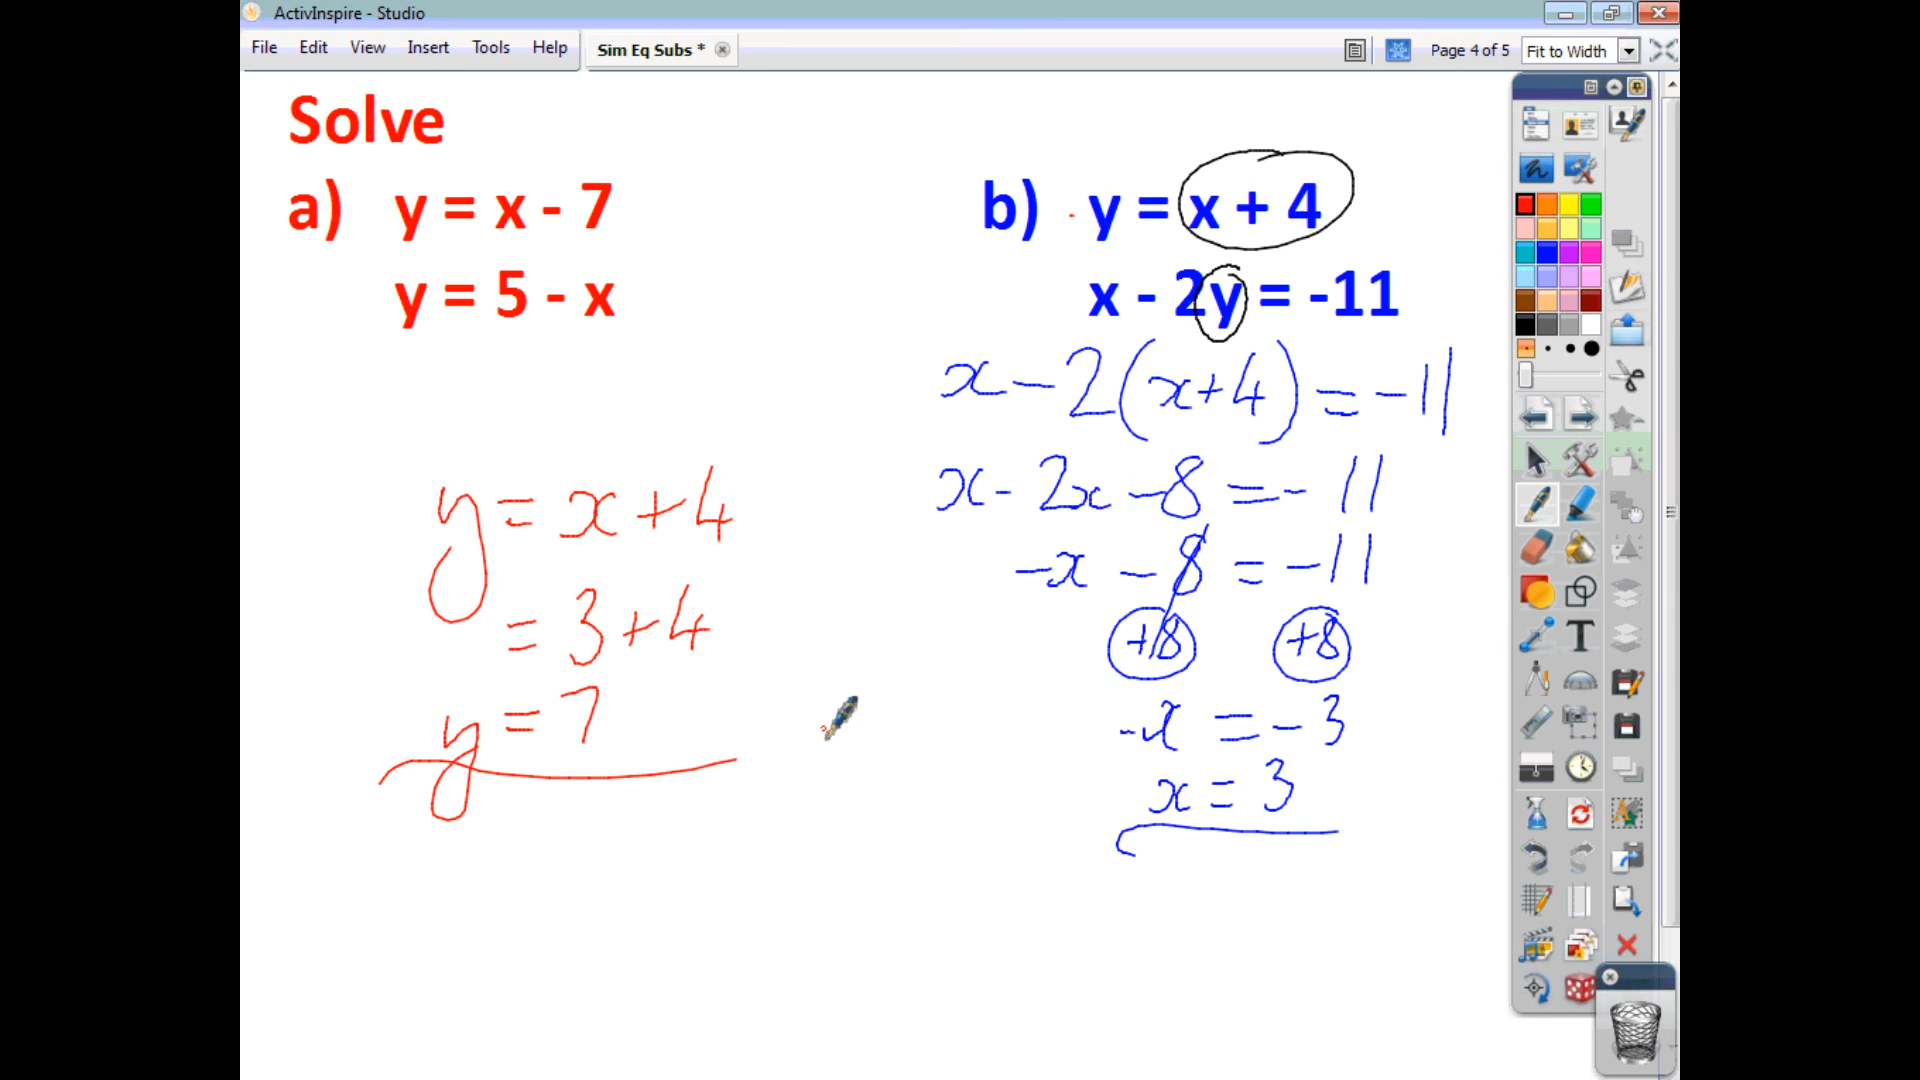 ActivInspire - Studio
File Edit View Insert Tools Help
Sim Eq Subs *
Page 4 of 5
Fit to Width
Solve
a) y = x - 7
y = 5 - x
y = x + 4
= 3 + 4
y = 7
b) y = x + 4
x - 2y = -11
x - 2(x+4) = -11
x - 2x - 8 = - 11
-x - 8 = -11
+8 +8
-x = -3
x = 3